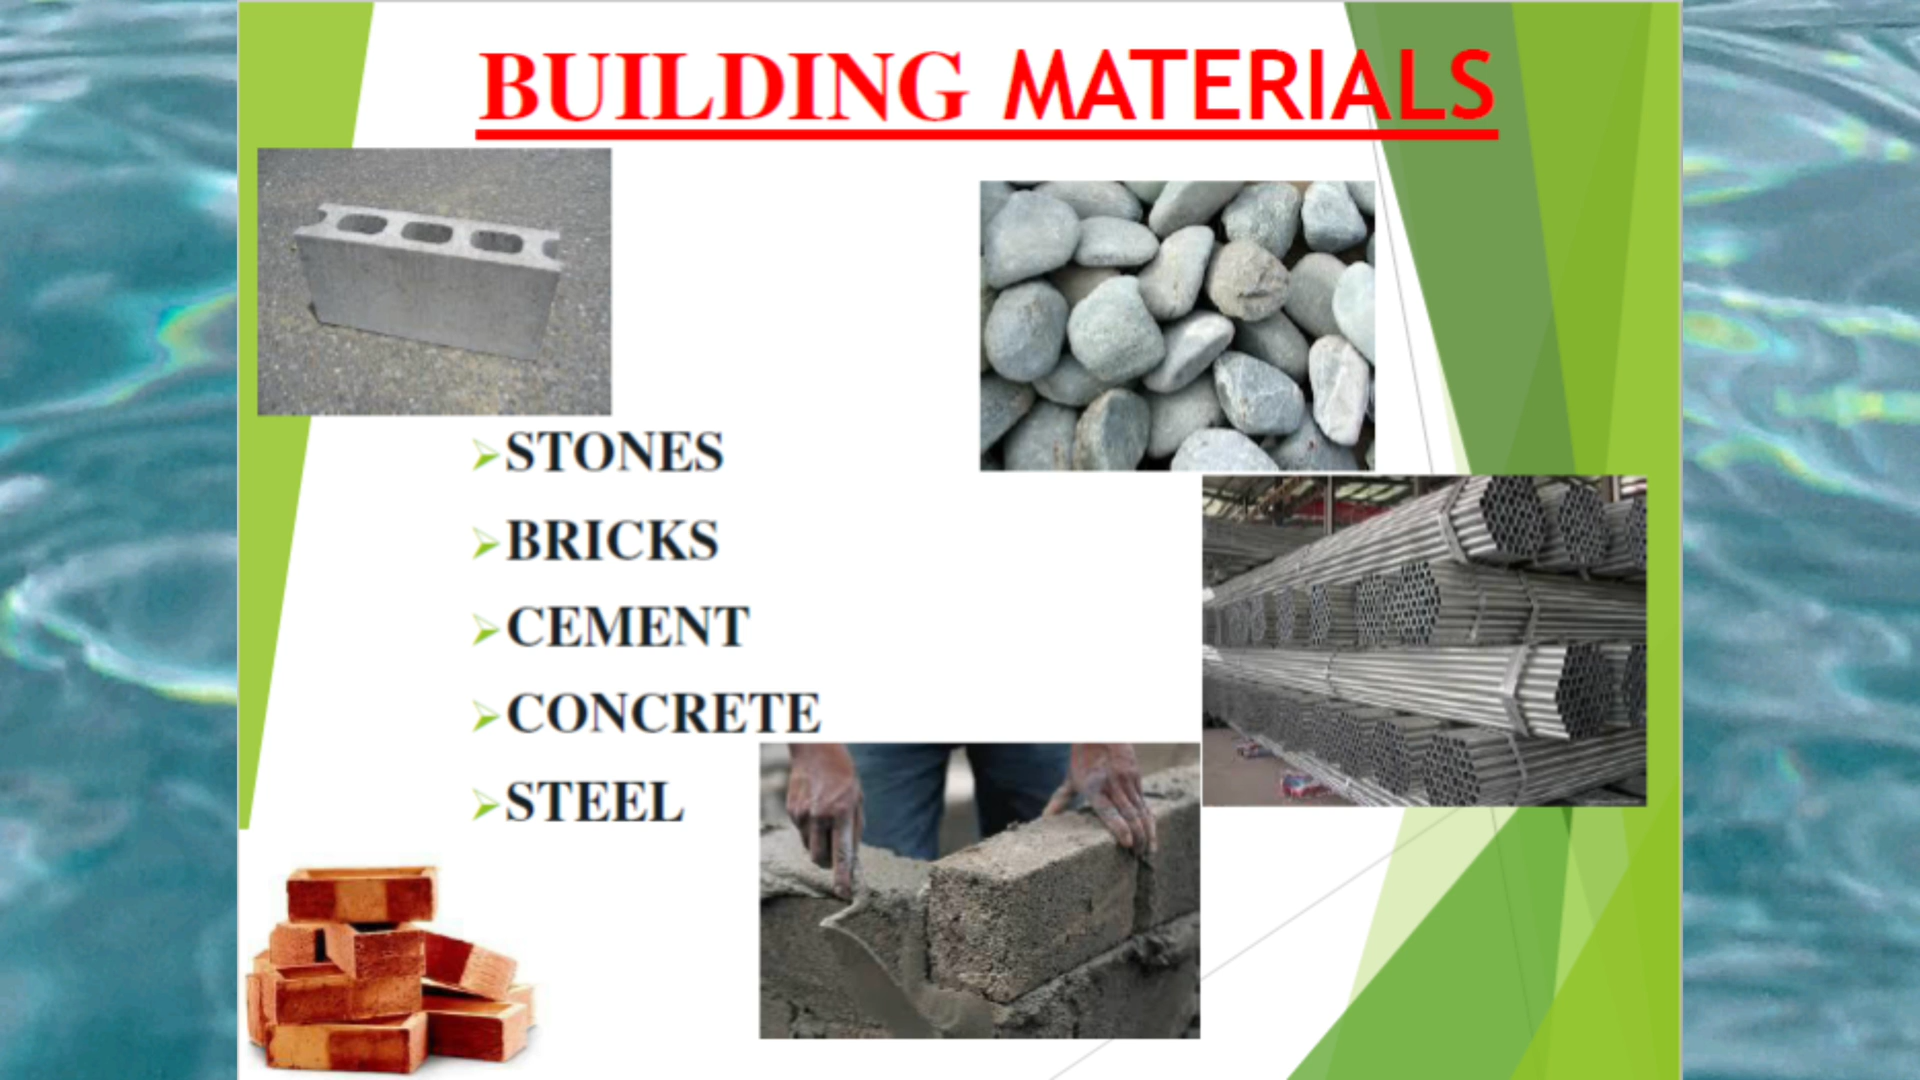 BUILDING MATERIALS
STONES
BRICKS
CEMENT
CONCRETE
STEEL